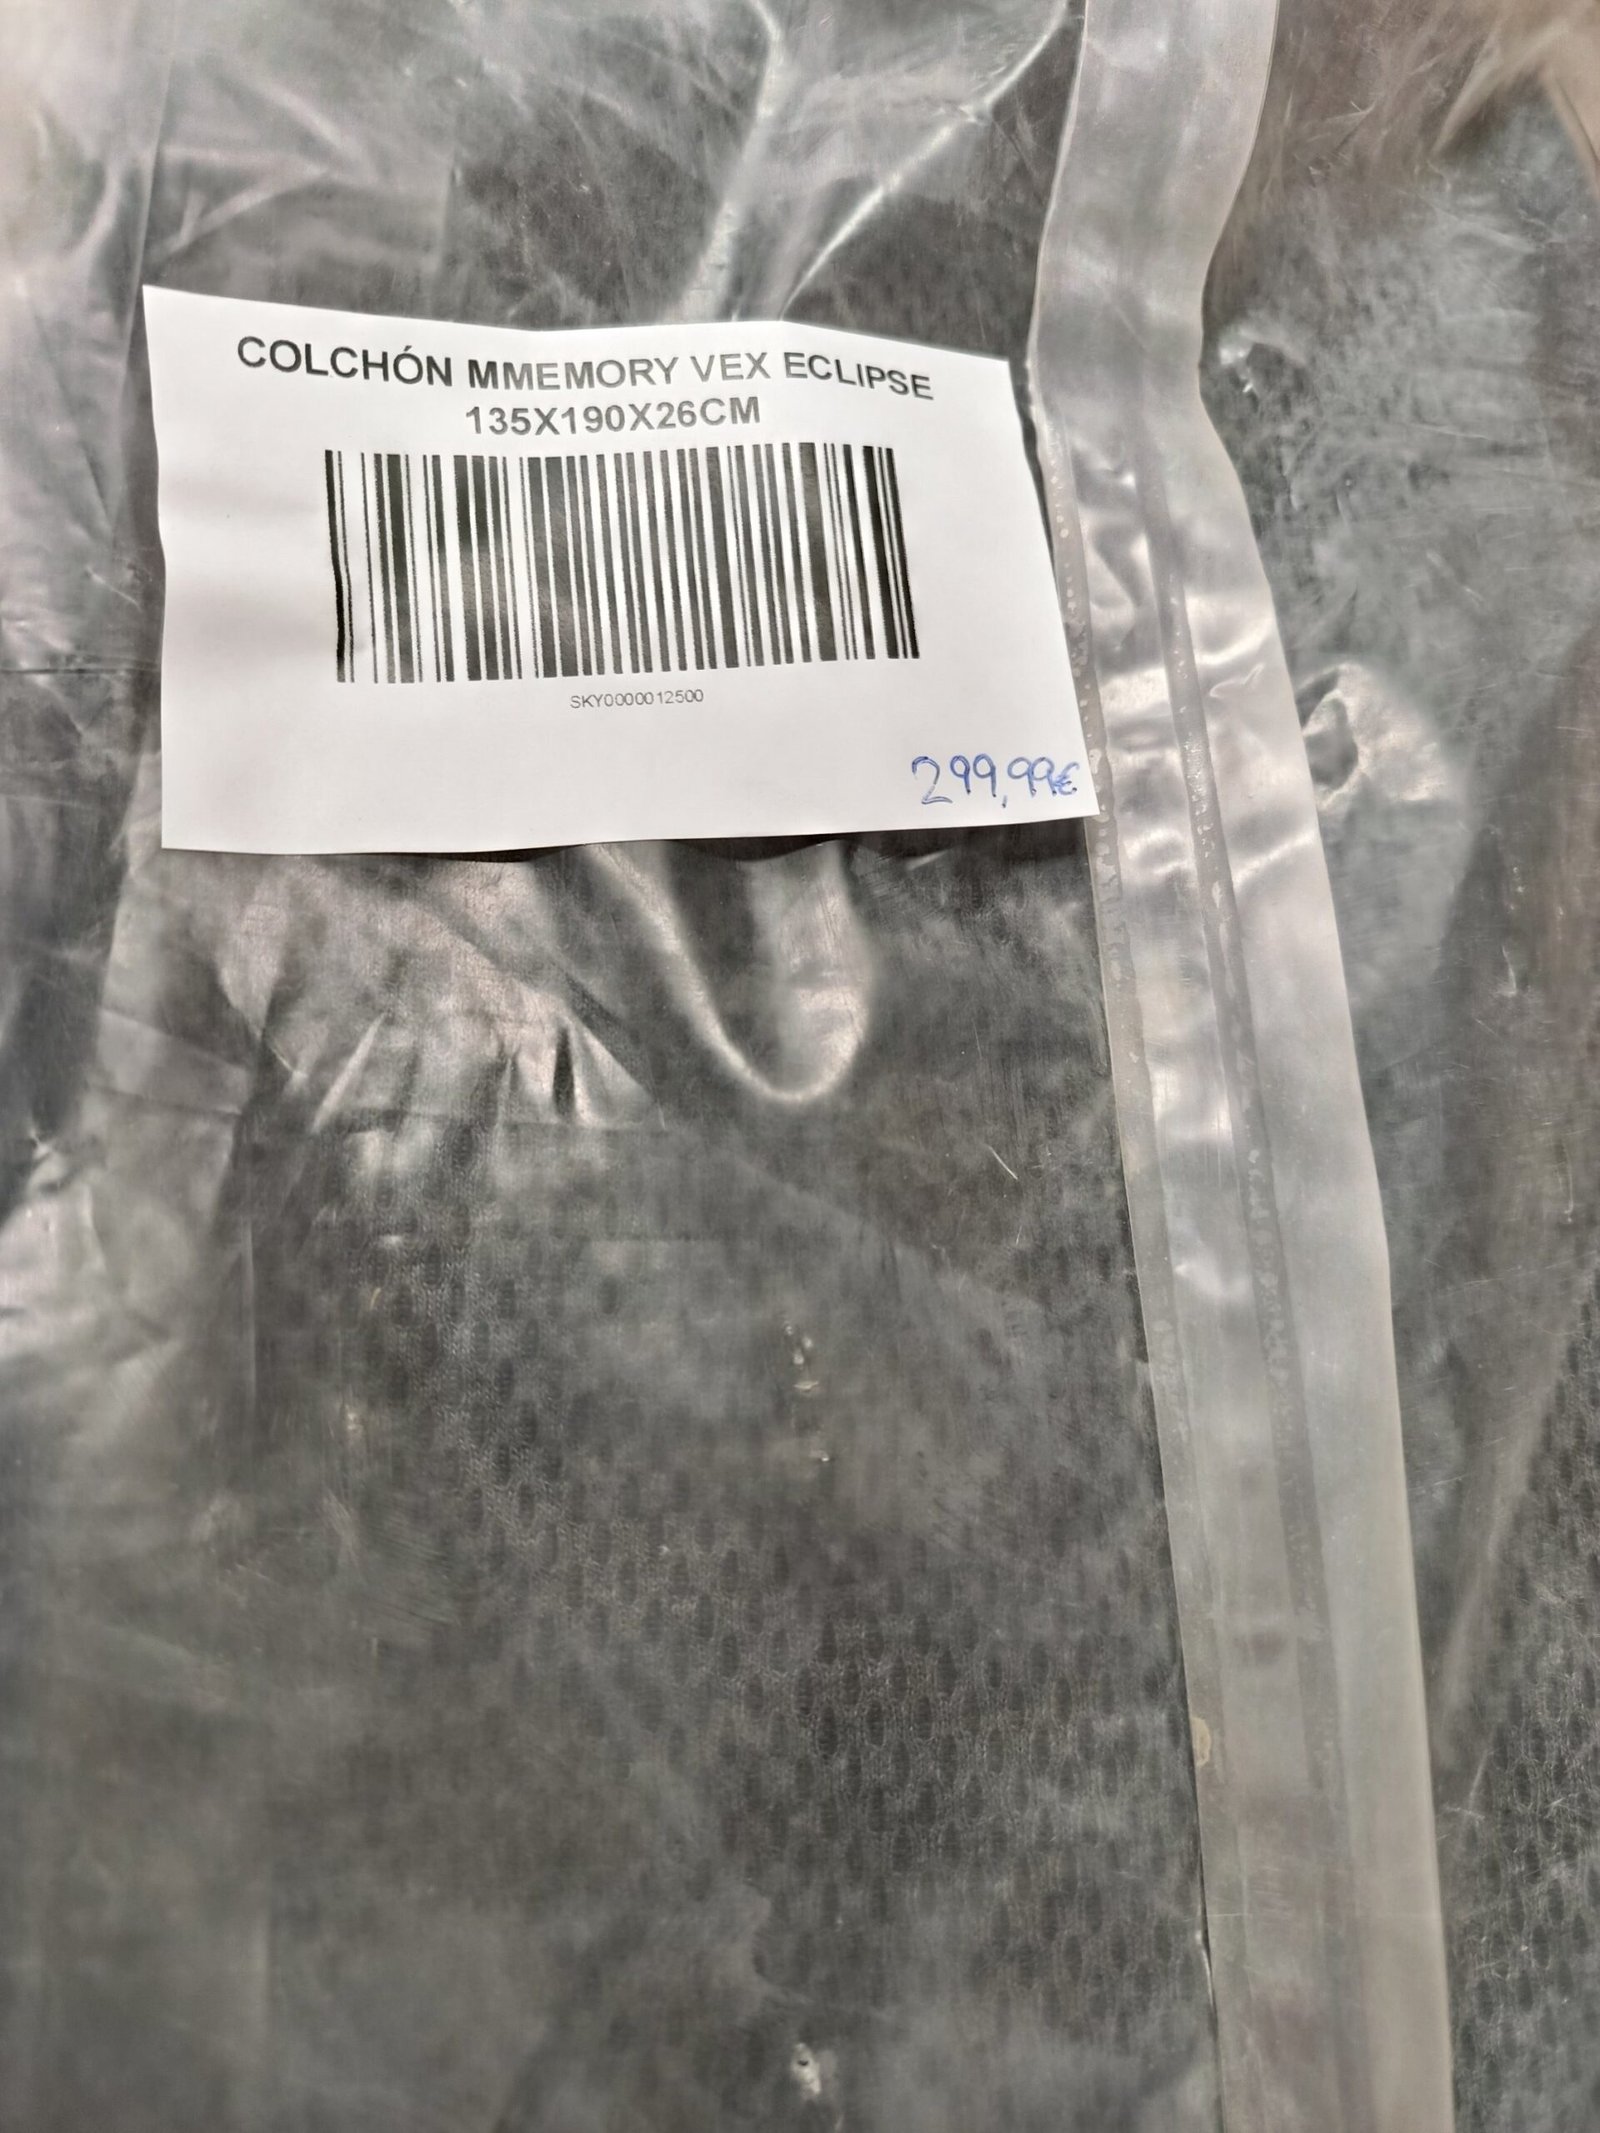 COLCHÓN MMEMORY VEX ECLIPSE
135X190X26CM
SKY0000012500
299,99€